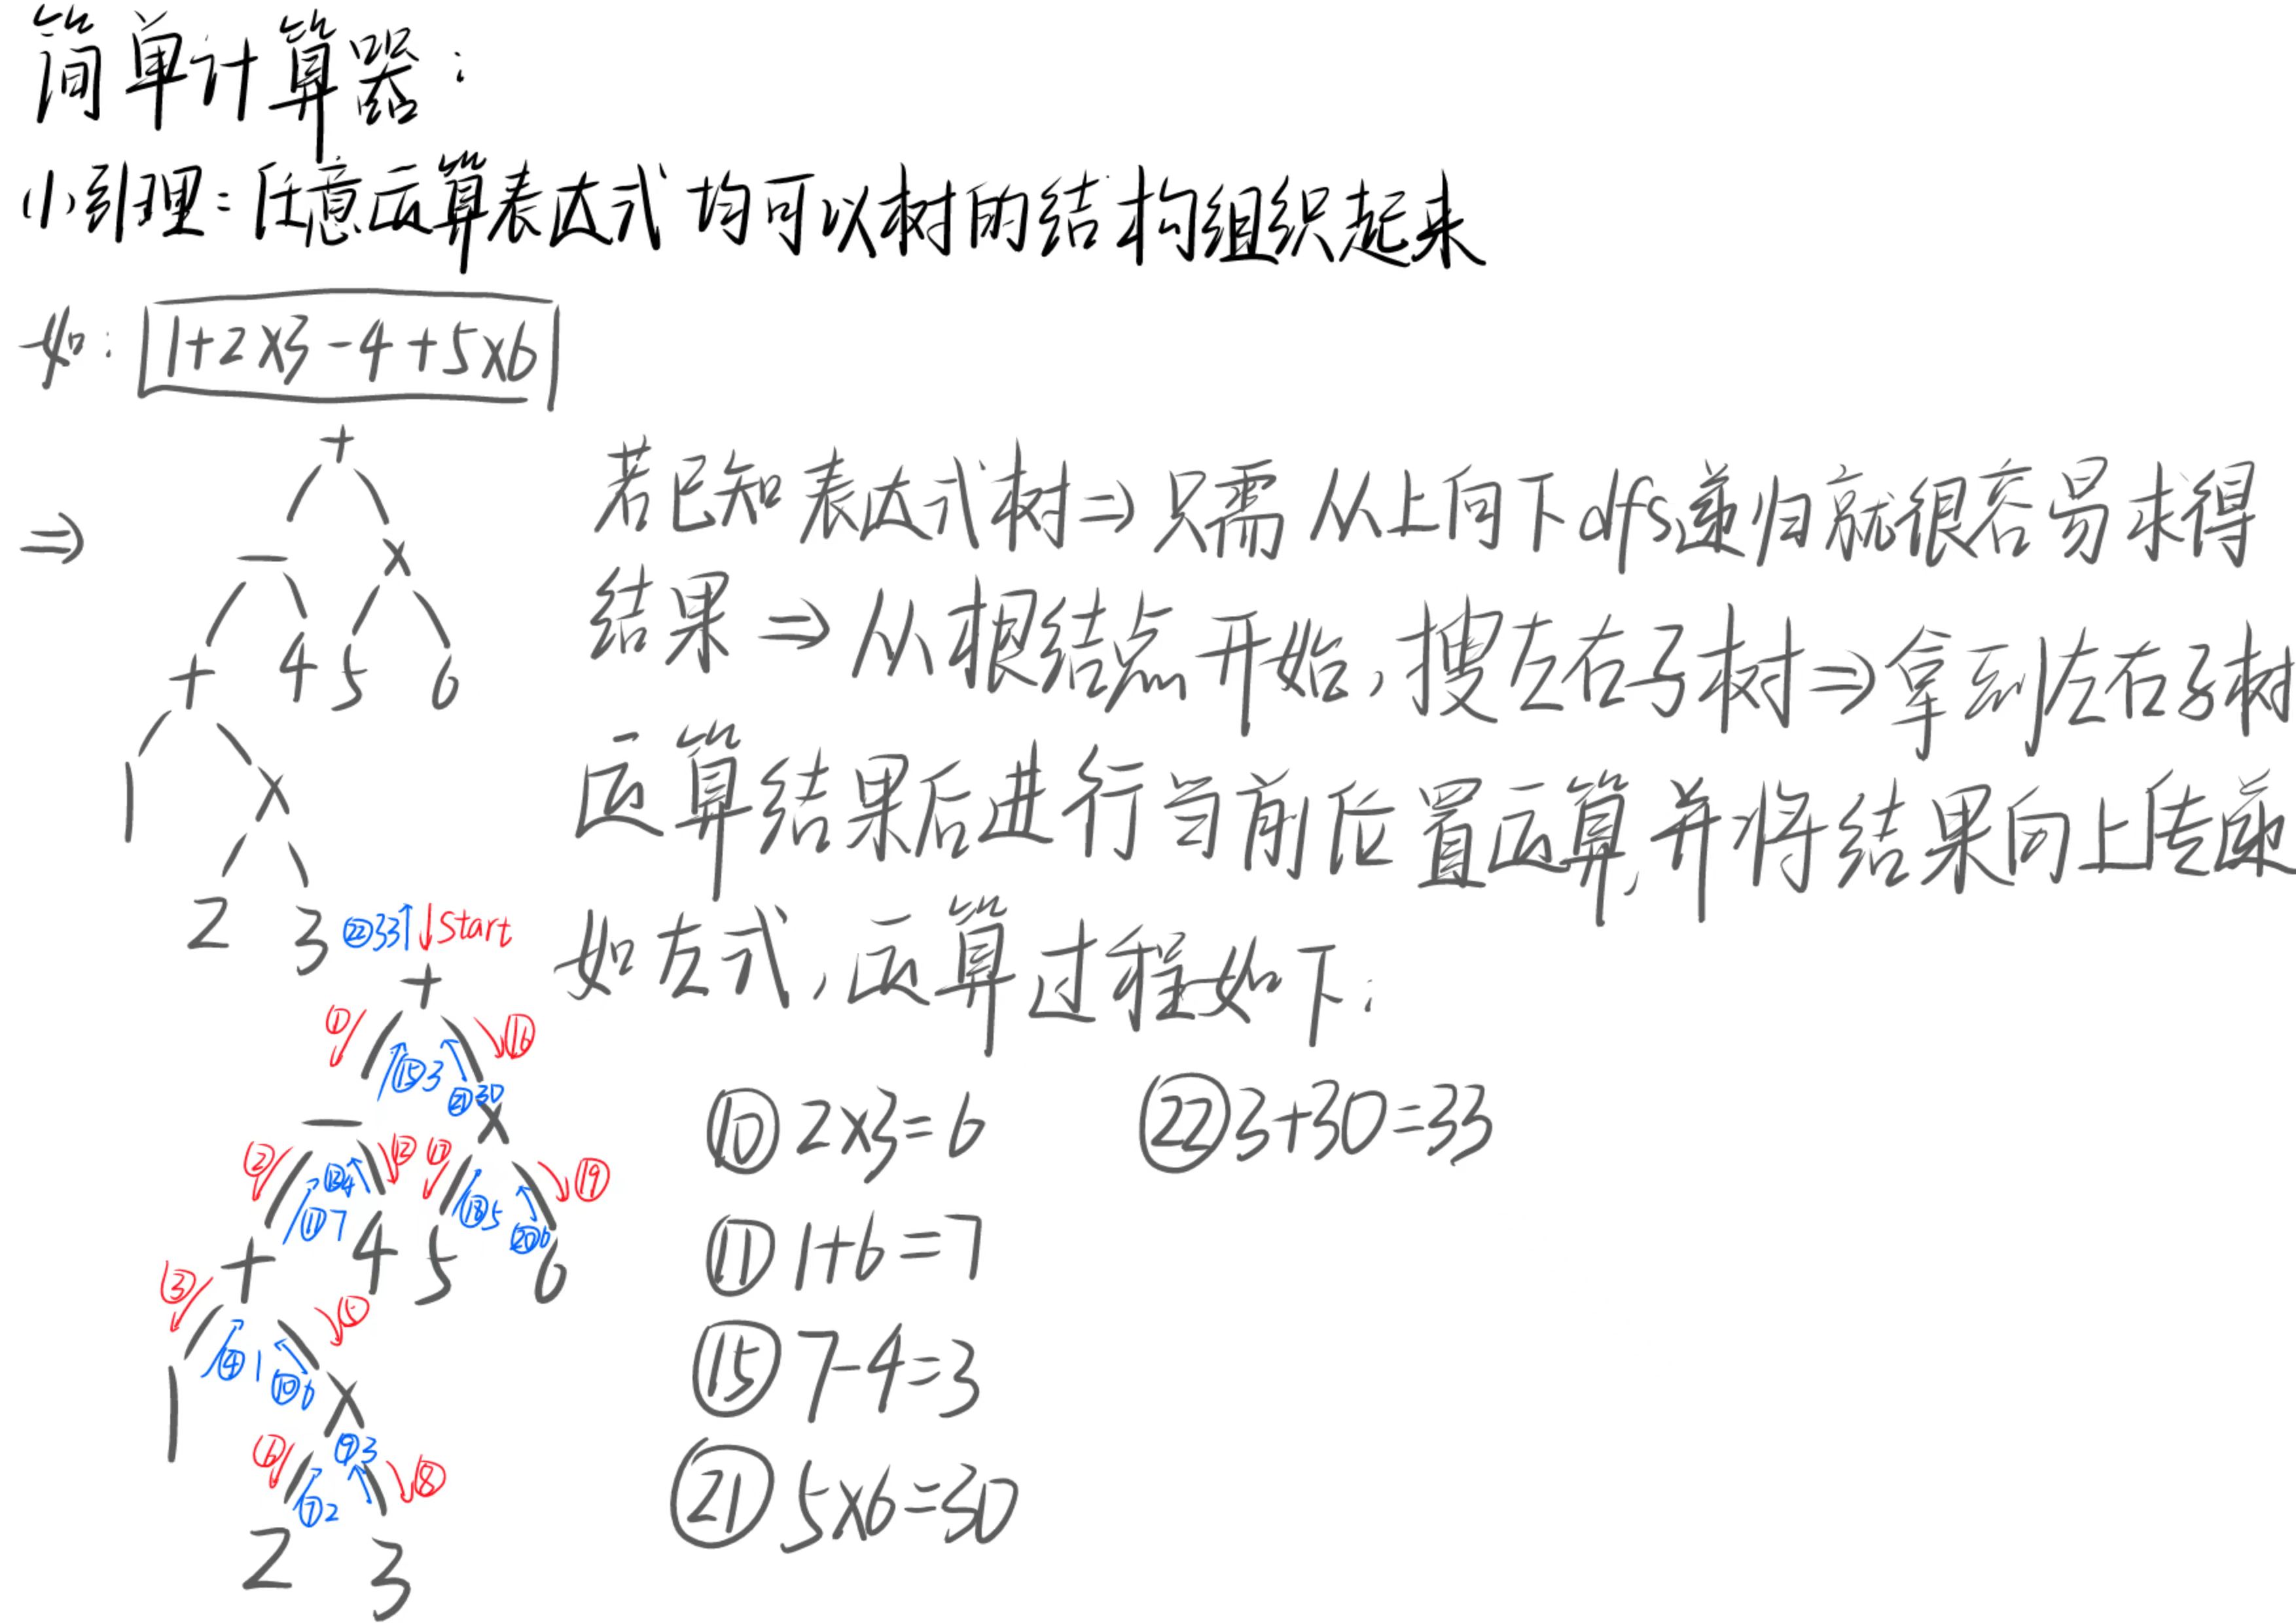 简单计算器：
(1)引理：任意运算表达式均可以树的结构组织起来
如：1+2×3-4+5×6
⇒
+
- ×
+ 4 5 6
1 ×
2 3
若已知表达式树⇒只需从上向下dfs递归就很容易求得
结果⇒从根结点开始，搜左右子树⇒拿到左右子树
运算结果后进行当前位置运算，并将结果向上传递
如左式，运算过程如下：
㉒33↑ ↓Start
+
① ⑯
⑮3 ㉑30
- ×
② ⑫ ⑰ ⑲
⑪7 ⑬4 ⑱5 ⑳6
+ 4 5 6
③ ⑤
④1 ⑩6
1 ×
⑥ ⑨3 ⑧
⑦2
2 3
⑩ 2×3=6
㉒ 3+30=33
⑪ 1+6=7
⑮ 7-4=3
㉑ 5×6=30